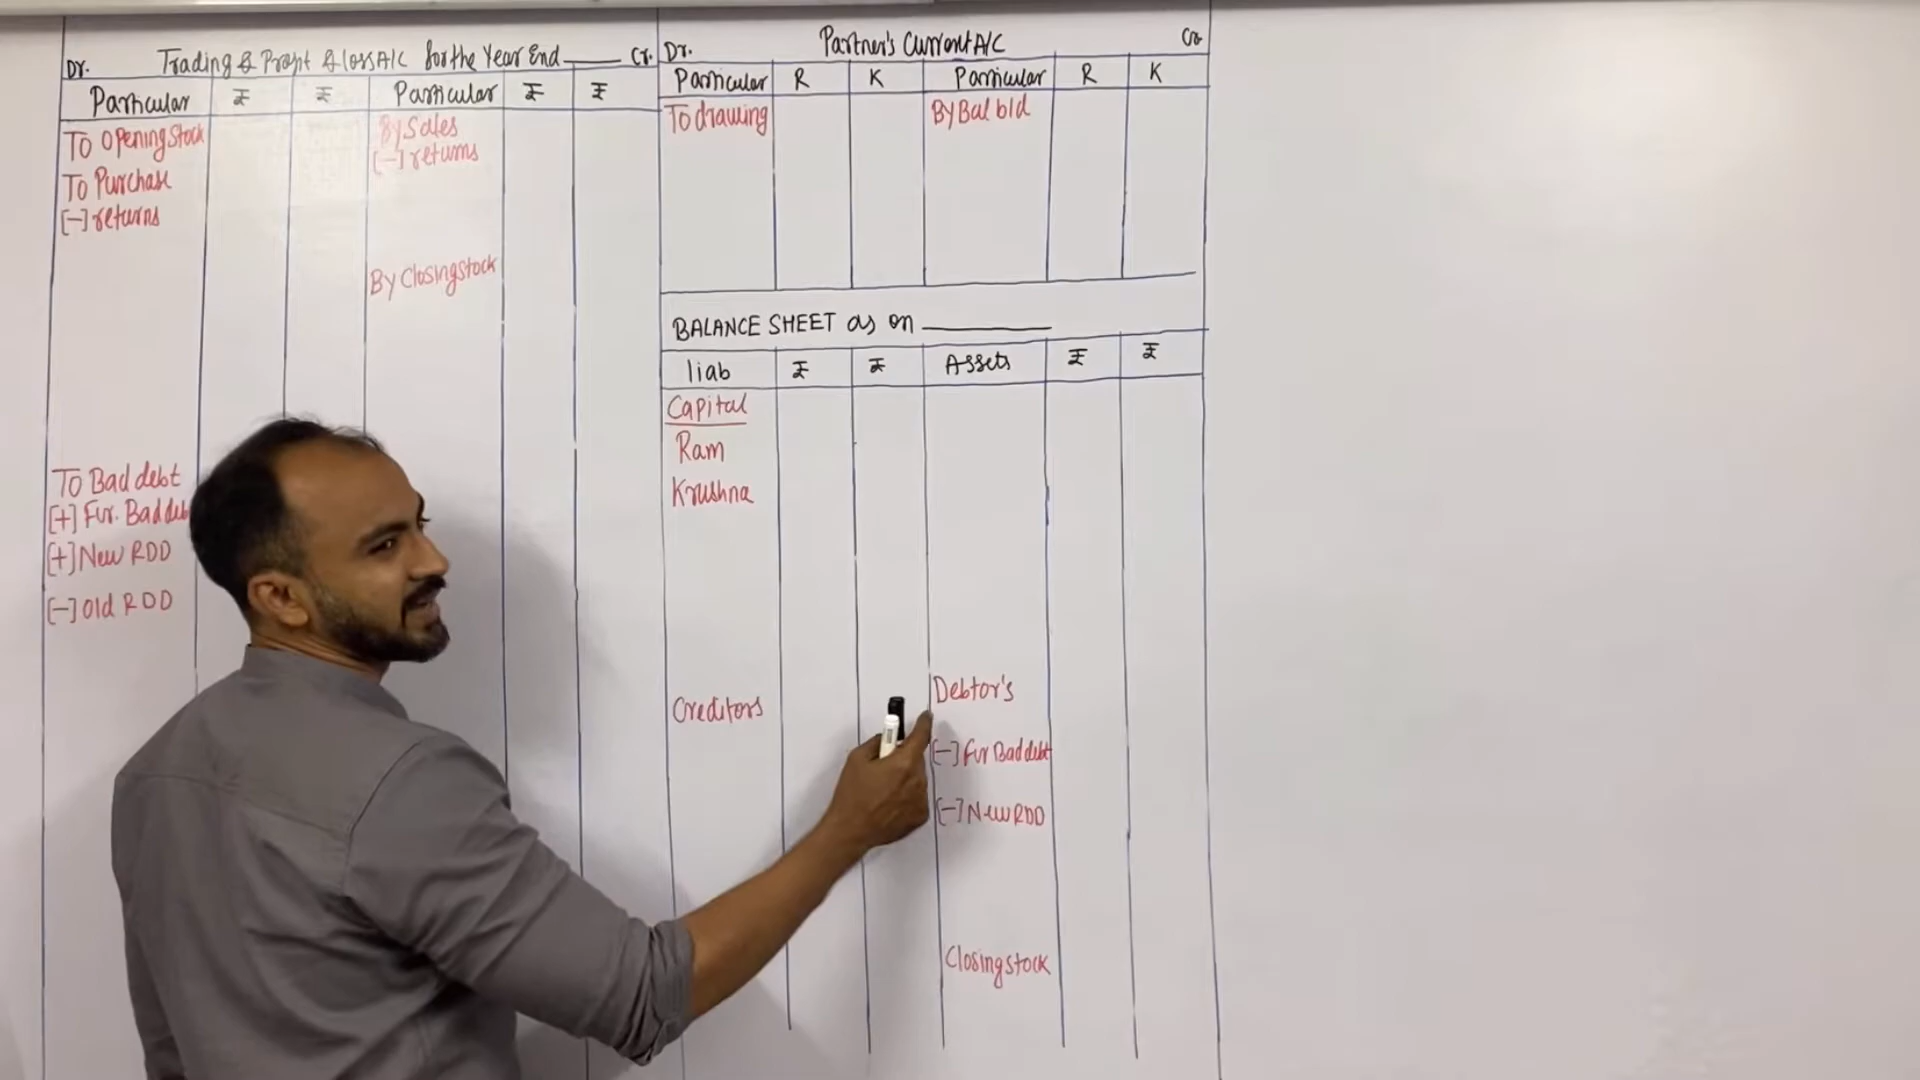 Dr. Trading & Profit & Loss A/C for the Year End ____ Cr.
Particular ₹ ₹ Particular ₹ ₹
To Opening Stock
To Purchase
[-] returns
To Bad debt
[+] Fur. Bad deb
[+] New RDD
[-] Old RDD
By Sales
[-] returns
By Closing stock
Dr. Partner's Current A/C Cr
Particular R K Particular R K
To drawing By Bal b/d
BALANCE SHEET as on ____
liab ₹ ₹ Assets ₹ ₹
Capital
Ram
Krushna
Creditors
Debtor's
[-] Fur Bad debt
[-] New RDD
Closing stock